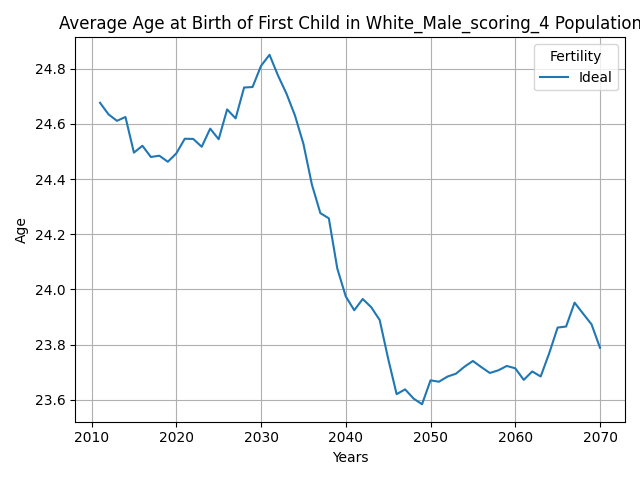 Average Age at Birth of First Child in White_Male_scoring_4 Population
Fertility
Ideal
24.8
24.6
24.4
24.2
24.0
23.8
23.6
Age
2010 2020 2030 2040 2050 2060 2070
Years